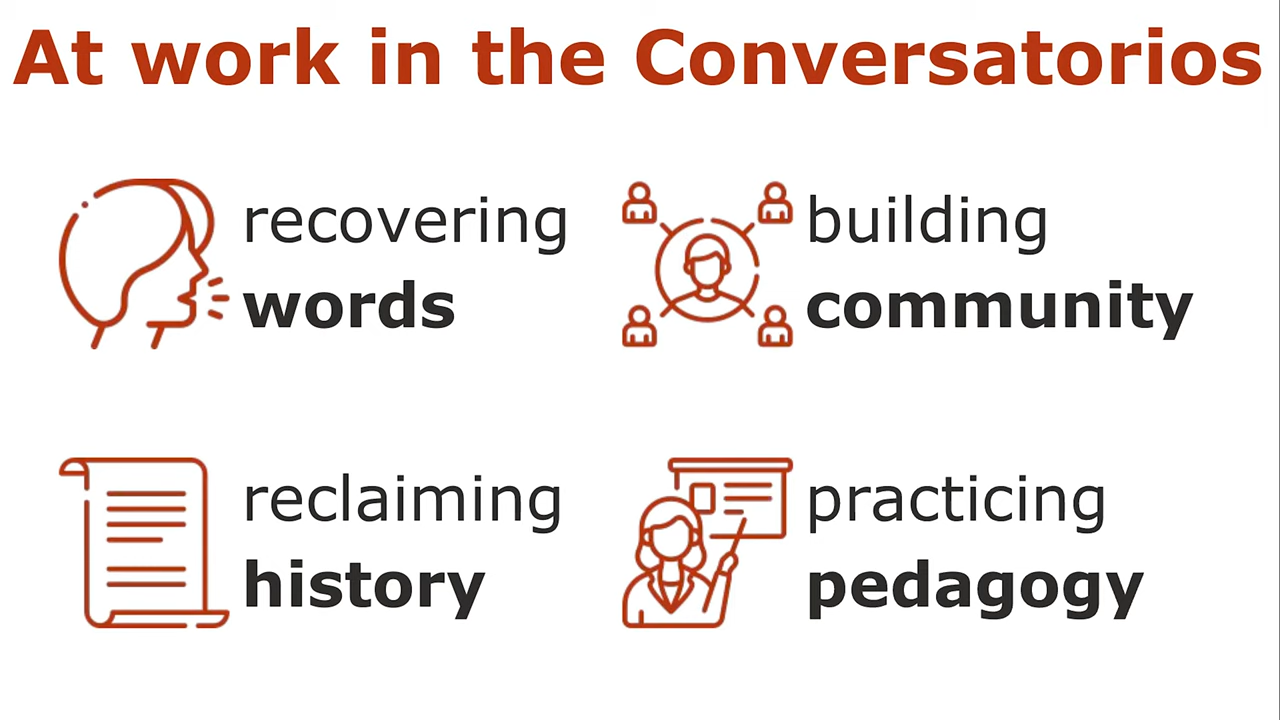 At work in the Conversatorios
recovering
words
building
community
reclaiming
history
practicing
pedagogy